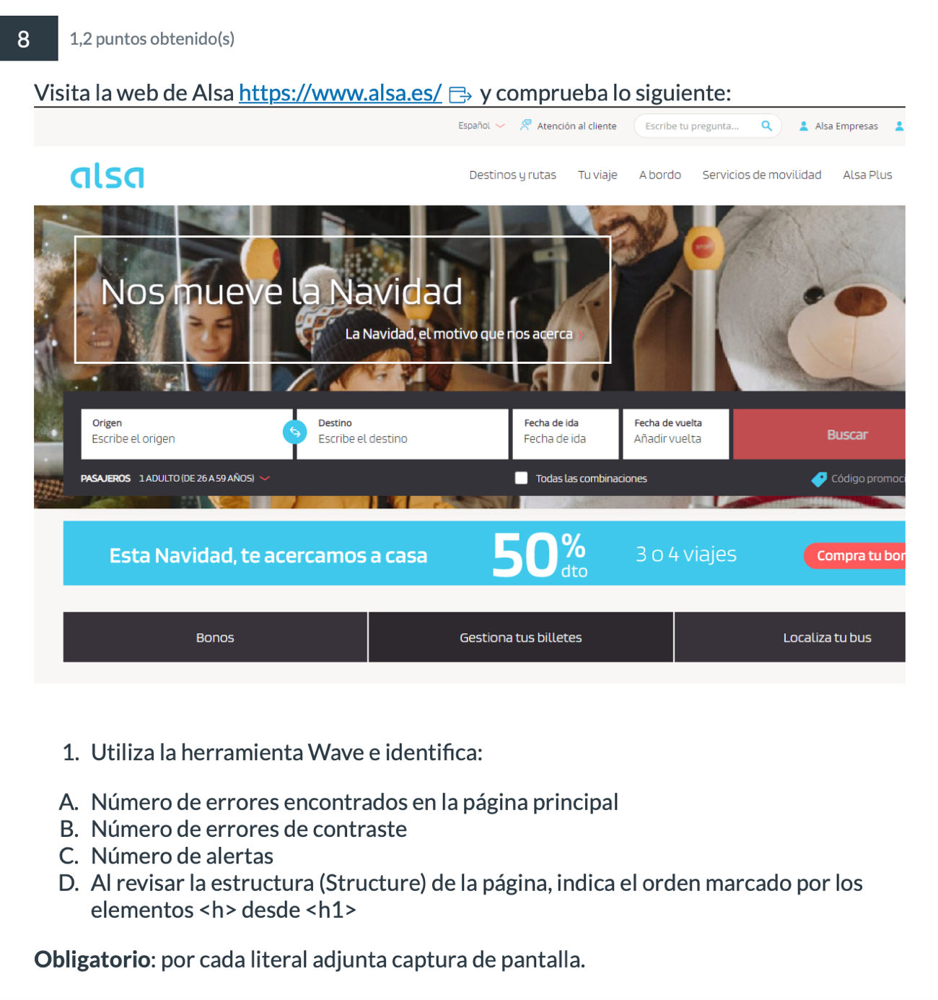 8
1,2 puntos obtenido(s)
Visita la web de Alsa https://www.alsa.es/ y comprueba lo siguiente:
Español Atención al cliente Escribe tu pregunta... Alsa Empresas
alsa
Destinos y rutas Tu viaje A bordo Servicios de movilidad Alsa Plus
Nos mueve la Navidad
La Navidad, el motivo que nos acerca
Origen Destino Fecha de ida Fecha de vuelta
Escribe el origen Escribe el destino Fecha de ida Añadir vuelta
Buscar
PASAJEROS 1 ADULTO (DE 26 A 59 AÑOS) Todas las combinaciones Código promoci
Esta Navidad, te acercamos a casa 50% dto 3 o 4 viajes Compra tu bor
Bonos Gestiona tus billetes Localiza tu bus
1. Utiliza la herramienta Wave e identifica:
A. Número de errores encontrados en la página principal
B. Número de errores de contraste
C. Número de alertas
D. Al revisar la estructura (Structure) de la página, indica el orden marcado por los
elementos <h> desde <h1>
Obligatorio: por cada literal adjunta captura de pantalla.